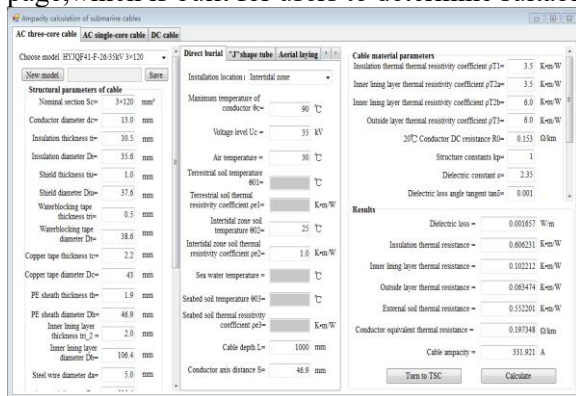 page,which is built for users to determine suitable
Ampacity calculation of submarine cables
AC three-core cable AC single-core cable DC cable
Choose model HYJQF41-F-26/35kV 3×120
New model Save
Structural parameters of
cable
Nominal section Sc= 3×120 mm²
Conductor diameter dc= 13.0 mm
Insulation thickness ti= 10.5 mm
Insulation diameter Di= 35.6 mm
Shield thickness tiu= 1.0 mm
Shield diameter Diu= 37.6 mm
Waterblocking tape
thickness tri= 0.5 mm
Waterblocking tape
diameter Dt= 38.6 mm
Copper tape thickness tc= 2.2 mm
Copper tape diameter Dc= 43 mm
PE sheath thickness th= 1.9 mm
PE sheath diameter Dh= 46.9 mm
Inner lining layer
thickness tri_2 = 2.0 mm
Inner lining layer
diameter Db= 106.4 mm
Steel wire diameter da= 5.0 mm
Direct burial "J"shape tube Aerial laying
Installation location: Intertidal zone
Maximum temperature of
conductor θc= 90 ℃
Voltage level Uc = 35 kV
Air temperature = 30 ℃
Terrestrial soil temperature
θ01= ℃
Terrestrial soil thermal
resistivity coefficient ρe1= K•m/W
Intertidal zone soil
temperature θ02= 25 ℃
Intertidal zone soil thermal
resistivity coefficient ρe2= 1.0 K•m/W
Sea water temperature = ℃
Seabed soil temperature θ03= ℃
Seabed soil thermal resistivity
coefficient ρe3= K•m/W
Cable depth L= 1000 mm
Conductor axis distance S= 46.9 mm
Cable material parameters
Insulation thermal thermal resistivity coefficient ρT1= 3.5 K•m/W
Inner lining layer thermal resistivity coefficient ρT2a= 3.5 K•m/W
Inner lining layer thermal resistivity coefficient ρT2b= 6.0 K•m/W
Outside layer thermal resistivity coefficient ρT3= 6.0 K•m/W
20℃ Conductor DC resistance R0= 0.153 Ω/km
Structure constants kp= 1
Dielectric constant ε= 2.35
Dielectric loss angle tangent tanδ= 0.001
Results
Dielectric loss = 0.001657 W/m
Insulation thermal resistance = 0.606231 K•m/W
Inner lining layer thermal resistance = 0.102212 K•m/W
Outside layer thermal resistance = 0.063474 K•m/W
External soil thermal resistance = 0.552201 K•m/W
Conductor equivalent thermal resistance = 0.197348 Ω/km
Cable ampacity = 331.921 A
Turn to TSC Calculate